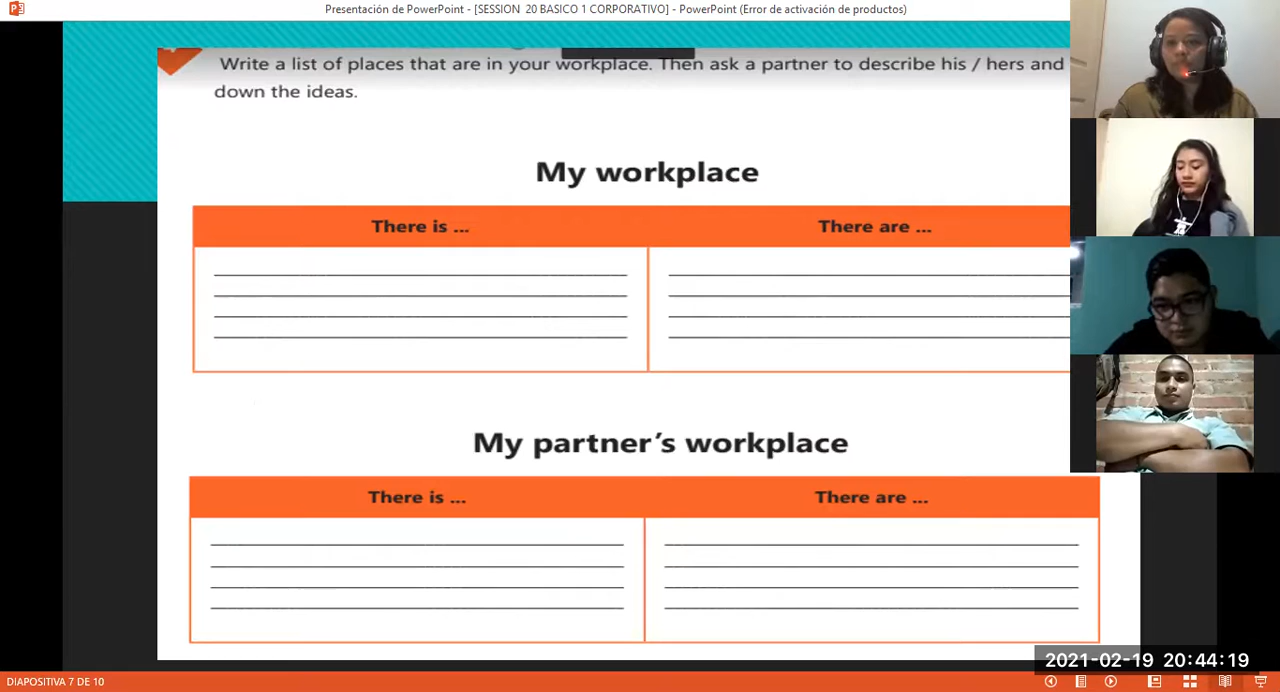 Presentación de PowerPoint - [SESSION  20 BASICO 1 CORPORATIVO] - PowerPoint (Error de activación de productos)
Write a list of places that are in your workplace. Then ask a partner to describe his / hers and
down the ideas.
My workplace
There is ...
There are ...
My partner’s workplace
There is ...
There are ...
2021-02-19  20:44:19
DIAPOSITIVA 7 DE 10